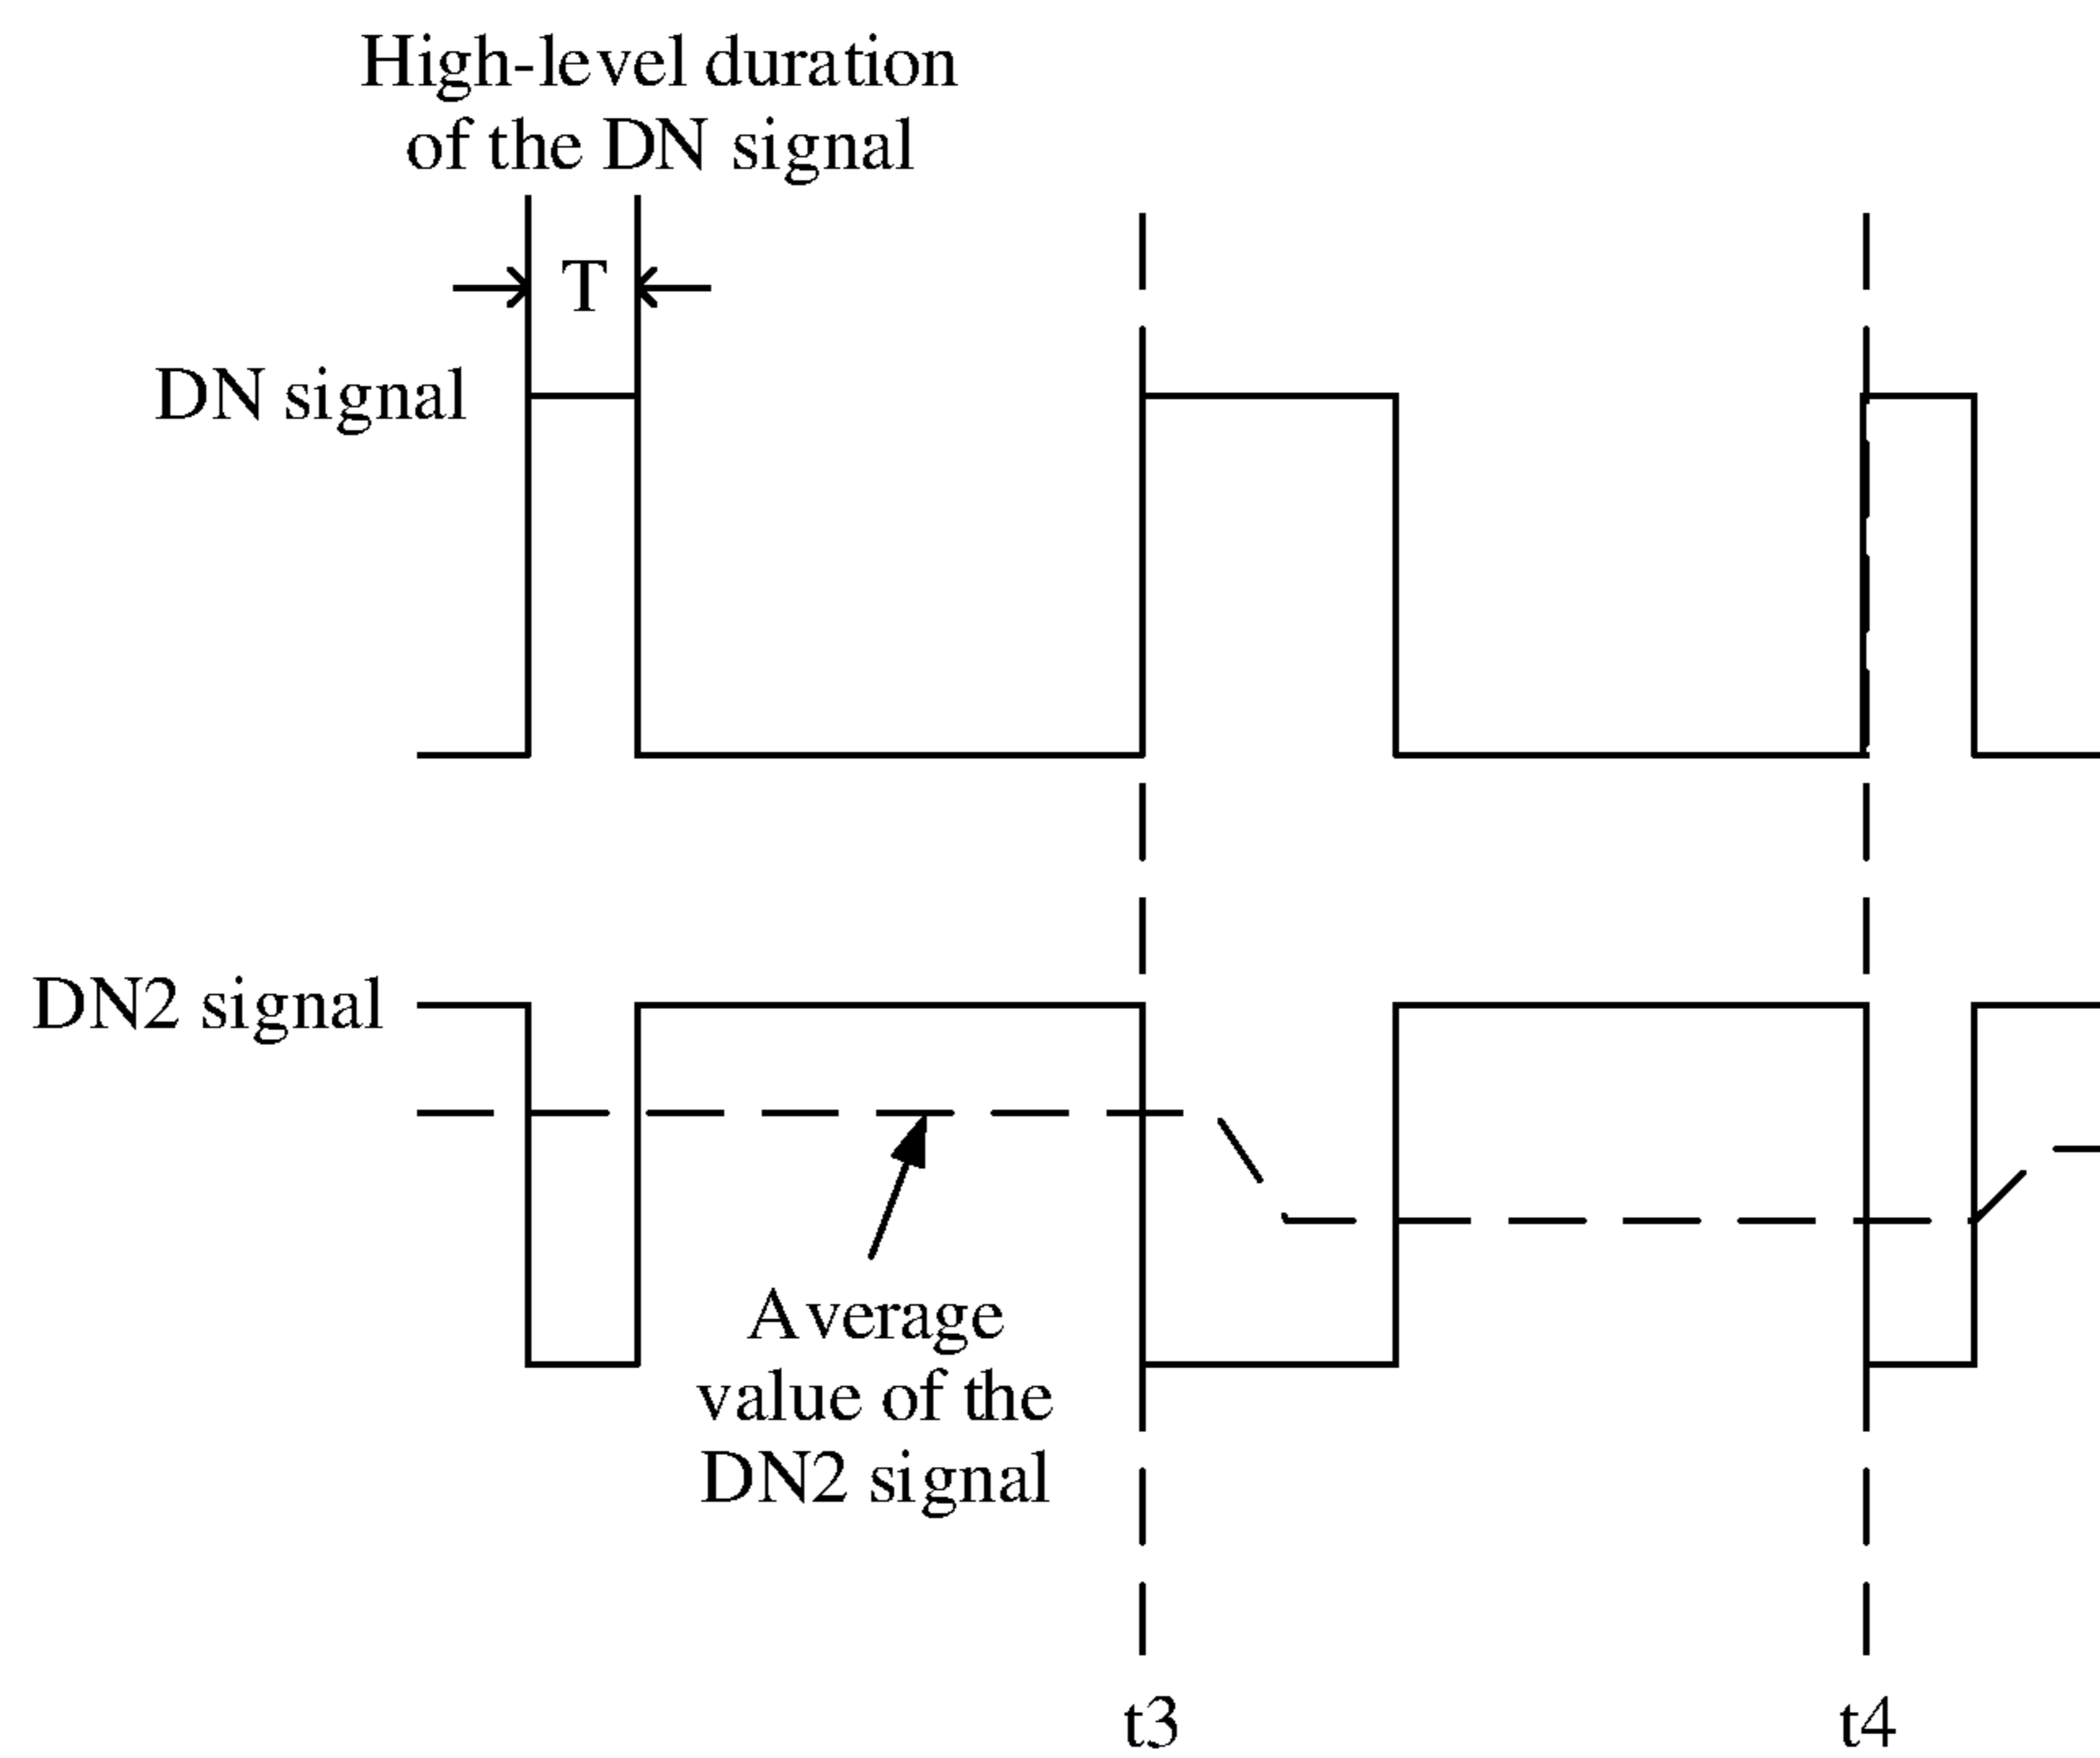 High-level duration
of the DN signal
T
DN signal
DN2 signal
Average
value of the
DN2 signal
t3
t4